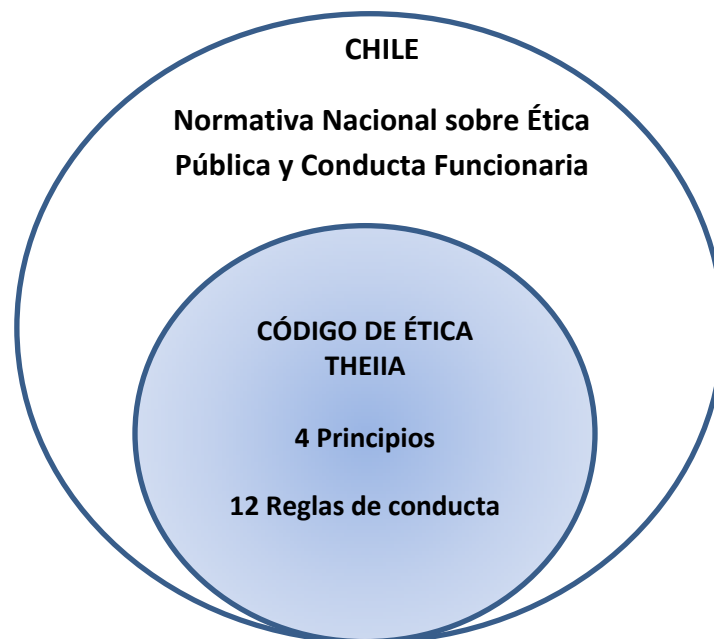 CHILE
Normativa Nacional sobre Ética
Pública y Conducta Funcionaria
CÓDIGO DE ÉTICA
THEIIA
4 Principios
12 Reglas de conducta